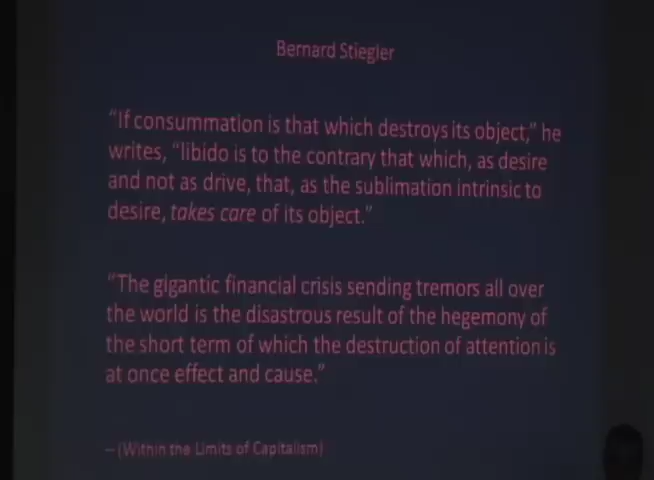 Bernard Stiegler
"If consummation is that which destroys its object," he
writes, "libido is to the contrary that which, as desire
and not as drive, that, as the sublimation intrinsic to
desire, takes care of its object."
"The gigantic financial crisis sending tremors all over
the world is the disastrous result of the hegemony of
the short term of which the destruction of attention is
at once effect and cause."
– (Within the Limits of Capitalism)